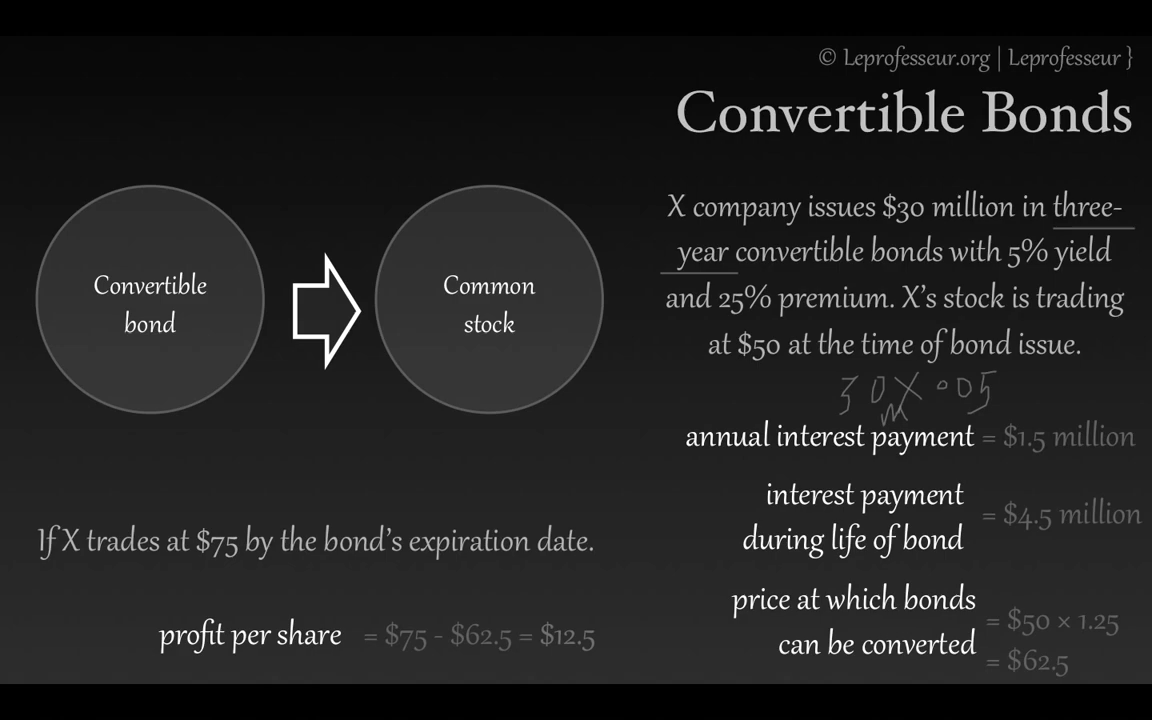 © Leprofesseur.org | Leprofesseur }
Convertible Bonds
Convertible
bond
Common
stock
X company issues $30 million in three-
year convertible bonds with 5% yield
and 25% premium. X's stock is trading
at $50 at the time of bond issue.
30 X .05
m
annual interest payment = $1.5 million
interest payment
during life of bond
= $4.5 million
price at which bonds
can be converted
= $50 × 1.25
= $62.5
If X trades at $75 by the bond's expiration date.
profit per share = $75 - $62.5 = $12.5